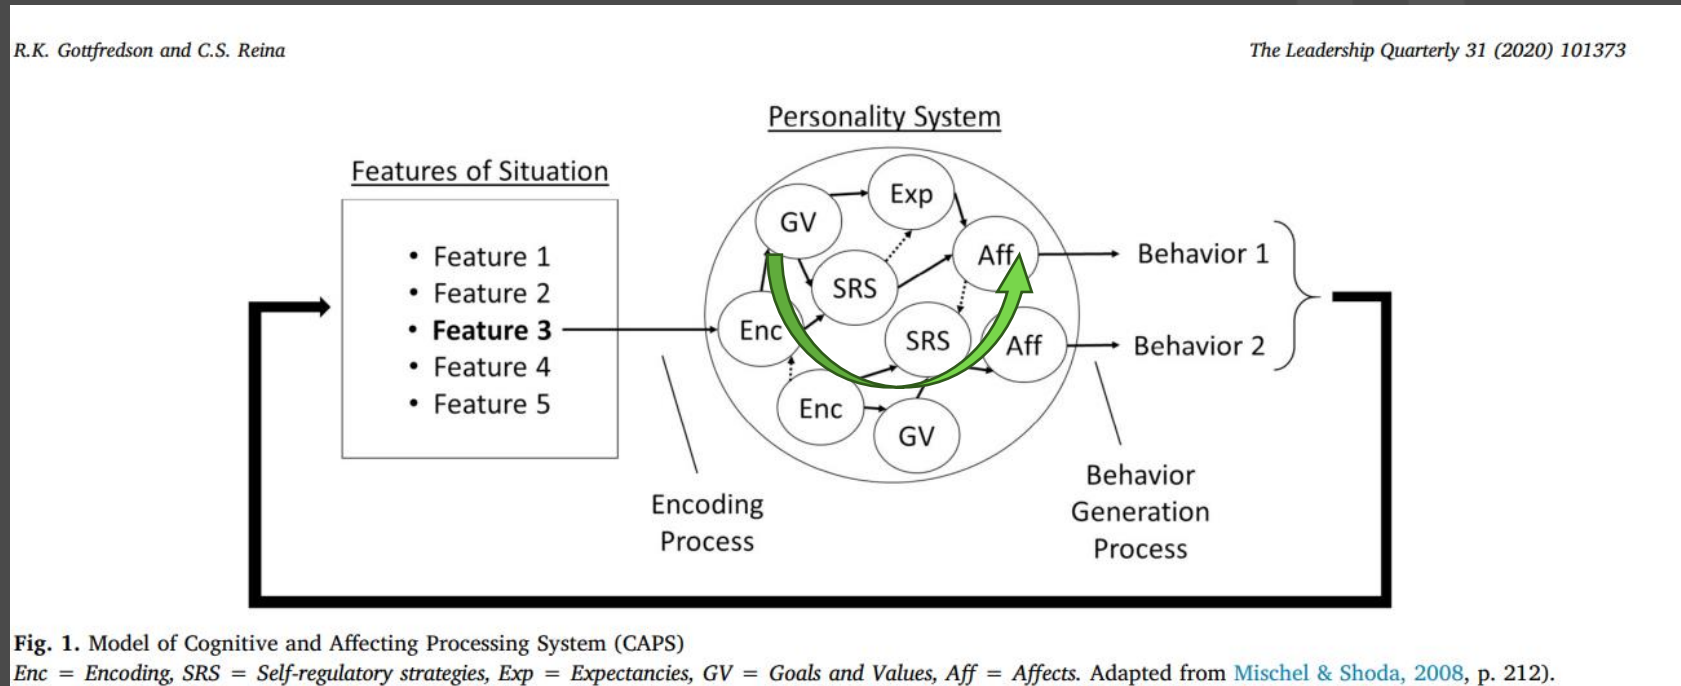 R.K. Gottfredson and C.S. Reina
The Leadership Quarterly 31 (2020) 101373
Personality System
Features of Situation
• Feature 1
• Feature 2
• Feature 3
• Feature 4
• Feature 5
GV
Exp
Aff
SRS
Enc
SRS
Aff
Enc
GV
Behavior 1
Behavior 2
Encoding
Process
Behavior
Generation
Process
Fig. 1. Model of Cognitive and Affecting Processing System (CAPS)
Enc = Encoding, SRS = Self-regulatory strategies, Exp = Expectancies, GV = Goals and Values, Aff = Affects. Adapted from Mischel & Shoda, 2008, p. 212).